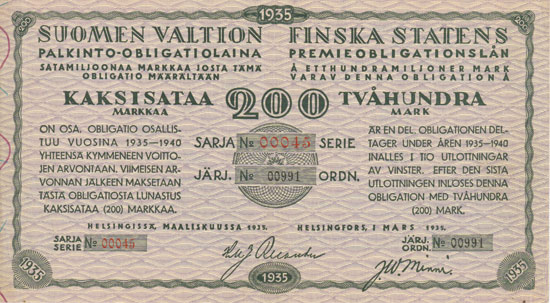 1935
SUOMEN VALTION
PALKINTO-OBLIGATIOLAINA
SATAMILJOONAA MARKKAA JOSTA TÄMÄ
OBLIGATIO MÄÄRÄLTÄÄN
FINSKA STATENS
PREMIEOBLIGATIONSLÅN
Å ETTHUNDRAMILJONER MARK
VARAV DENNA OBLIGATION Å
KAKSISATAA
MARKKAA
200
TVÅHUNDRA
MARK
ON OSA. OBLIGATIO OSALLIS-
TUU VUOSINA 1935-1940
YHTEENSÄ KYMMENEEN VOITTO-
JEN ARVONTAAN. VIIMEISEN AR-
VONNAN JÄLKEEN MAKSETAAN
TÄSTÄ OBLIGATIOSTA LUNASTUS
KAKSISATAA (200) MARKKAA.
SARJA № 00045 SERIE
JÄRJ. № 00991 ORDN.
ÄR EN DEL. OBLIGATIONEN DEL-
TAGER UNDER ÅREN 1935-1940
INALLES I TIO UTLOTTNINGAR
AV VINSTER. EFTER DEN SISTA
UTLOTTNINGEN INLÖSES DENNA
OBLIGATION MED TVÅHUNDRA
(200) MARK.
HELSINGISSÄ, MAALISKUUSSA 1935.
HELSINGFORS, I MARS 1935.
SARJA
SERIE № 00045
JÄRJ.
ORDN. № 00991
1935
1935
1935